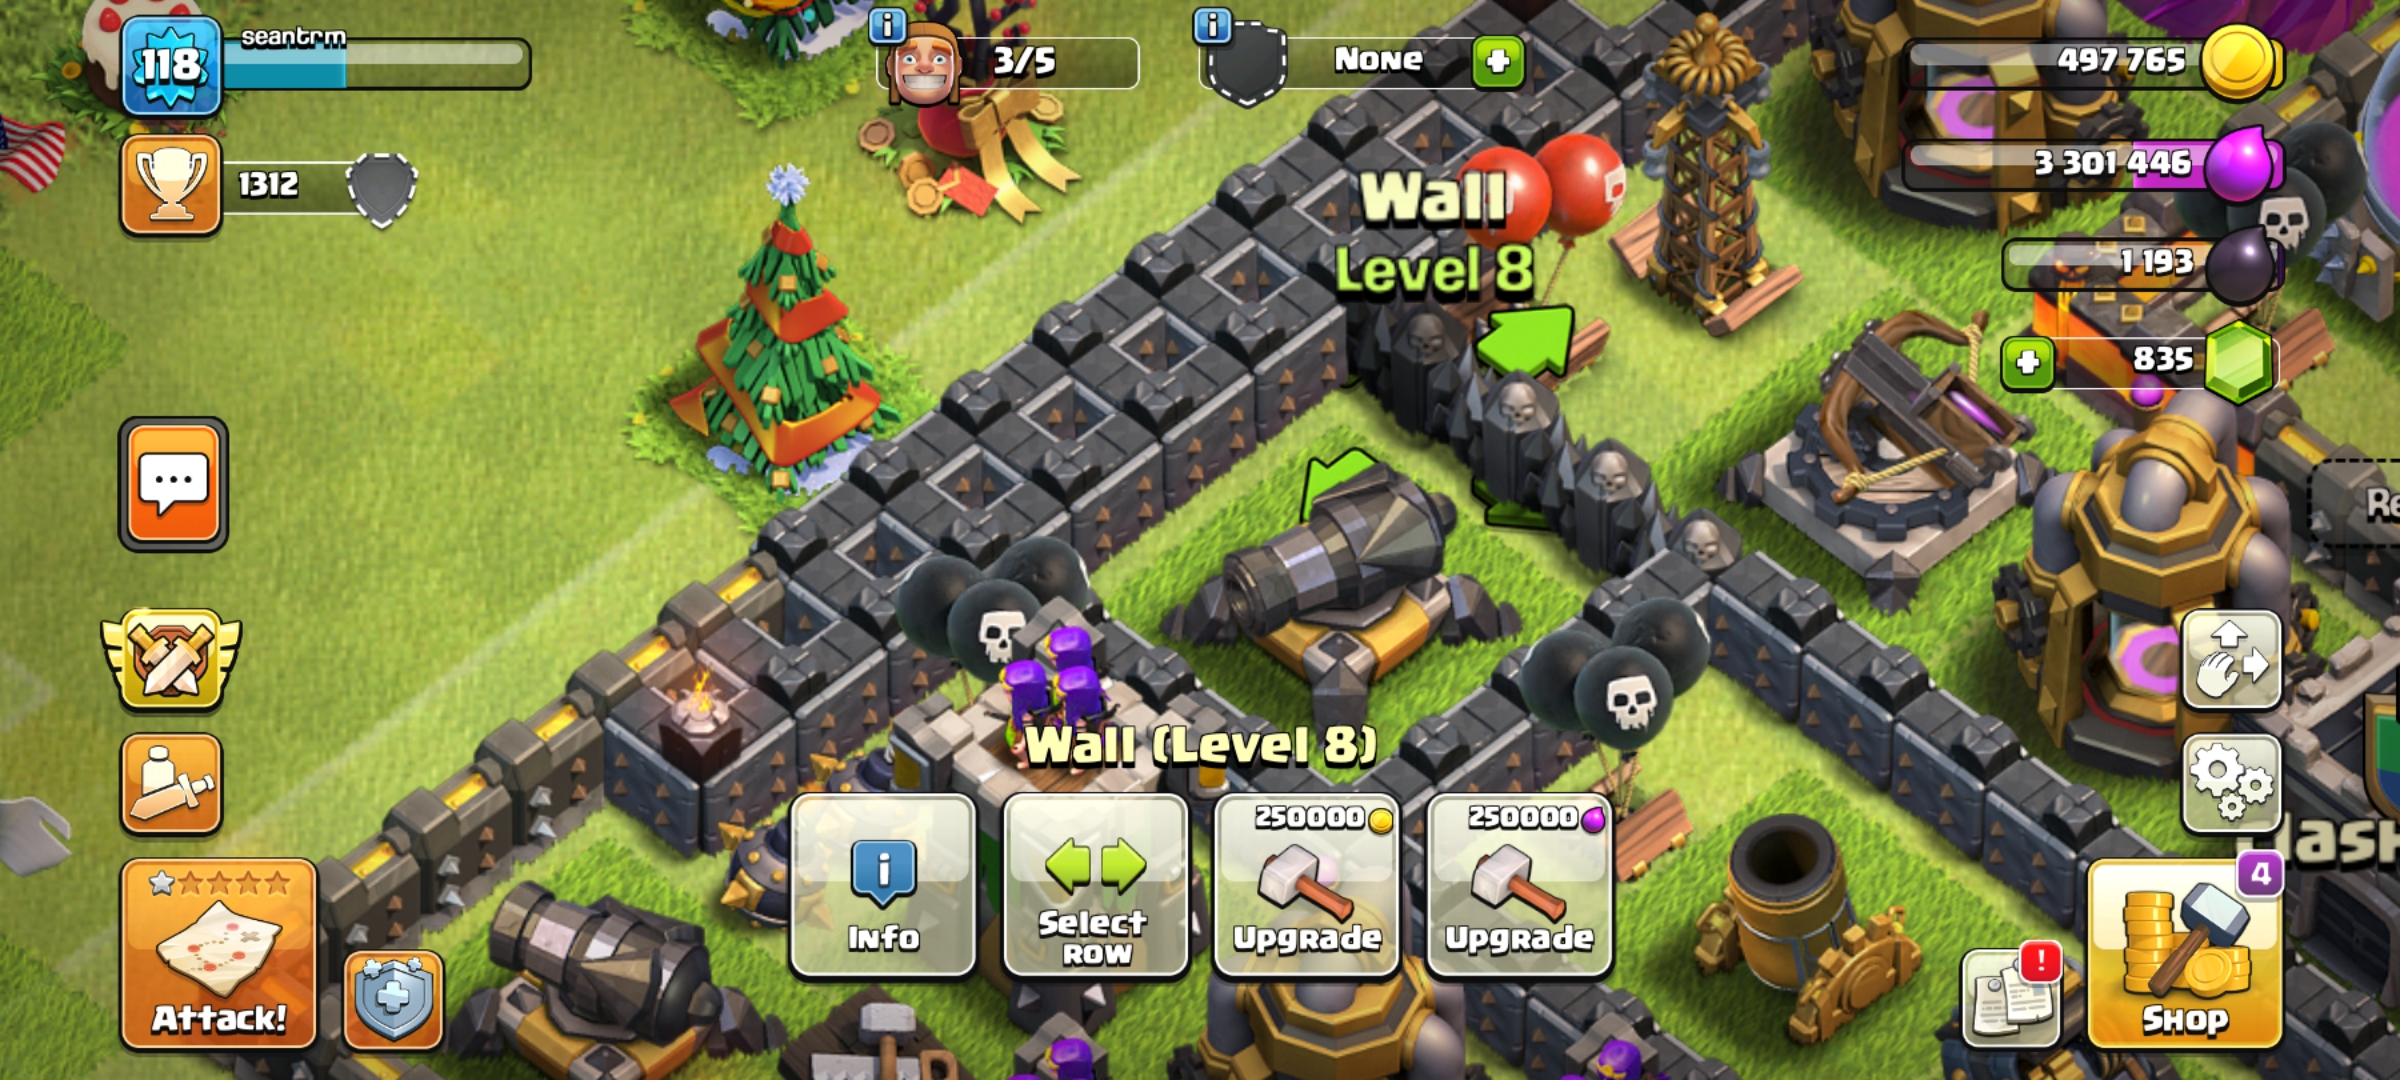 118
seantrm
3/5
None
497 765
1312
3 301 446
1 193
835
Wall
Level 8
Wall (Level 8)
Info
Select
Row
250000
Upgrade
250000
Upgrade
Attack!
4
!
Shop